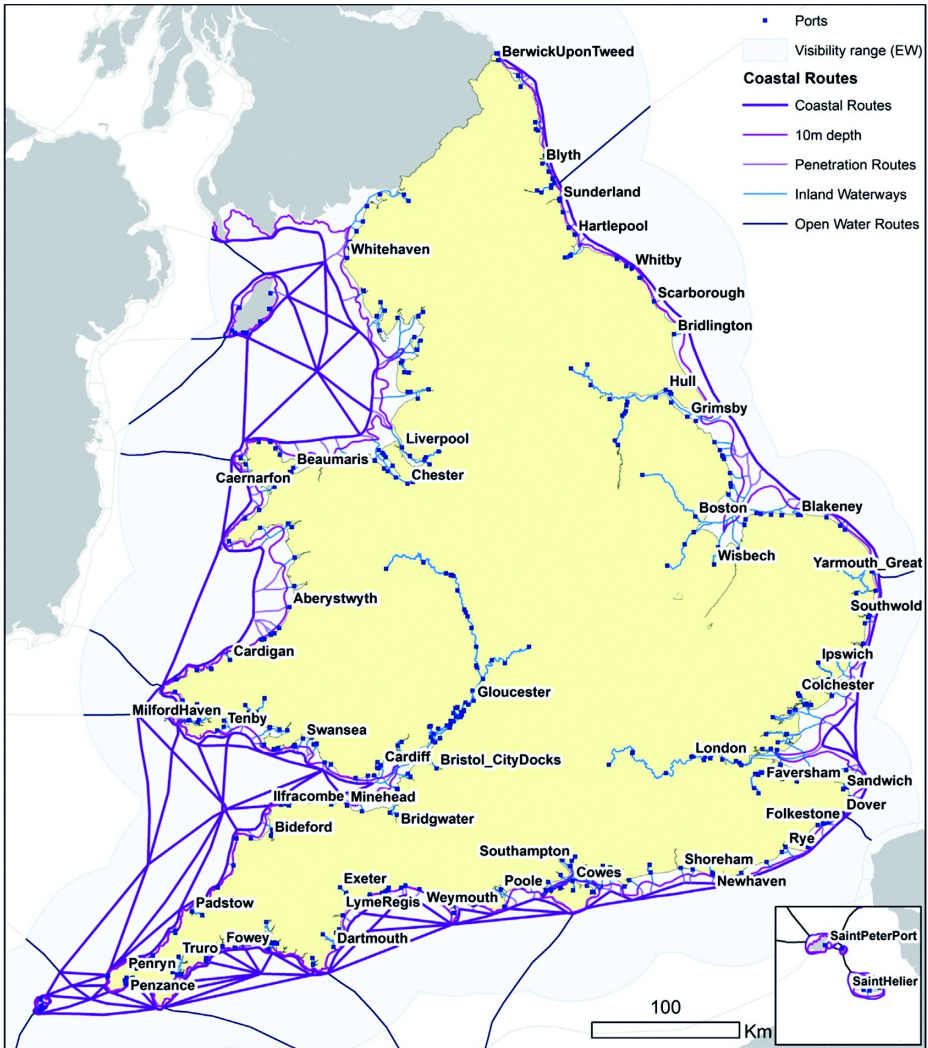 Ports
Visibility range (EW)
Coastal Routes
Coastal Routes
10m depth
Penetration Routes
Inland Waterways
Open Water Routes
BerwickUponTweed
Blyth
Sunderland
Hartlepool
Whitehaven
Whitby
Scarborough
Bridlington
Hull
Grimsby
Liverpool
Beaumaris
Chester
Caernarfon
Boston
Blakeney
Wisbech
Yarmouth_Great
Aberystwyth
Southwold
Cardigan
Ipswich
Colchester
Gloucester
MilfordHaven
Tenby
Swansea
London
Cardiff
Bristol_CityDocks
Faversham
Sandwich
Ilfracombe
Minehead
Dover
Bridgwater
Folkestone
Bideford
Rye
Southampton
Shoreham
Cowes
Exeter
Poole
Newhaven
LymeRegis
Weymouth
Padstow
Dartmouth
Fowey
Truro
Penryn
Penzance
SaintPeterPort
SaintHelier
100
Km